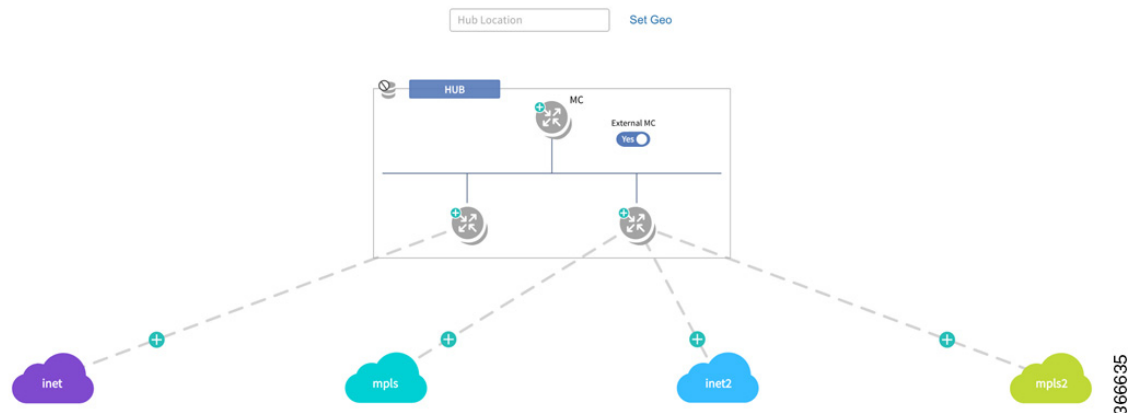 Hub Location
Set Geo
HUB
MC
External MC
Yes
inet
mpls
inet2
mpls2
366635